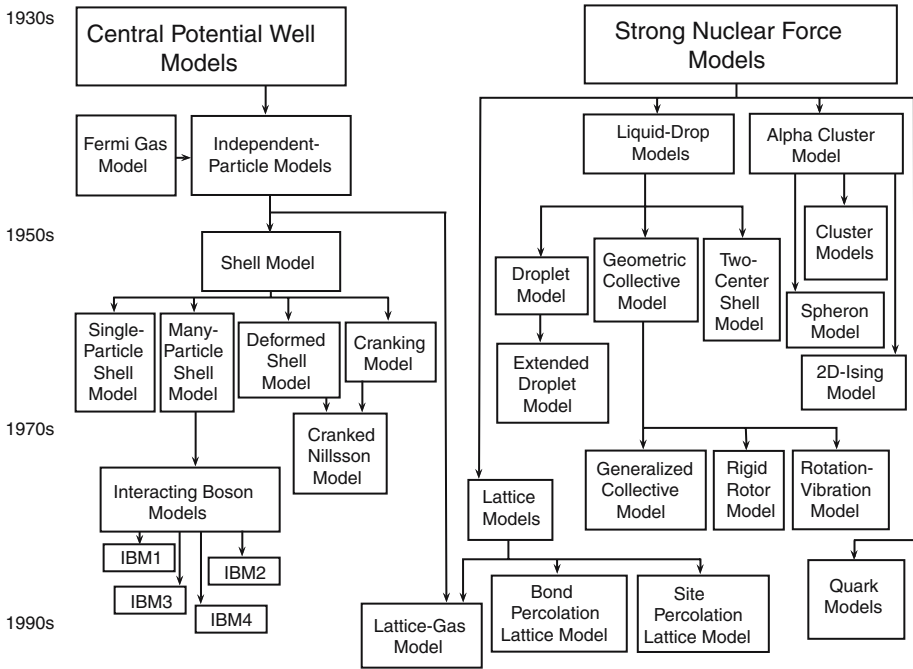 1930s
Central Potential Well
Models
Strong Nuclear Force
Models
Fermi Gas
Model
Independent-
Particle Models
Liquid-Drop
Models
Alpha Cluster
Model
1950s
Shell Model
Droplet
Model
Geometric
Collective
Model
Two-
Center
Shell
Model
Cluster
Models
Spheron
Model
Single-
Particle
Shell
Model
Many-
Particle
Shell
Model
Deformed
Shell
Model
Cranking
Model
Extended
Droplet
Model
2D-Ising
Model
1970s
Cranked
Nillsson
Model
Interacting Boson
Models
Lattice
Models
Generalized
Collective
Model
Rigid
Rotor
Model
Rotation-
Vibration
Model
IBM1
IBM2
IBM3
IBM4
1990s
Lattice-Gas
Model
Bond
Percolation
Lattice Model
Site
Percolation
Lattice Model
Quark
Models